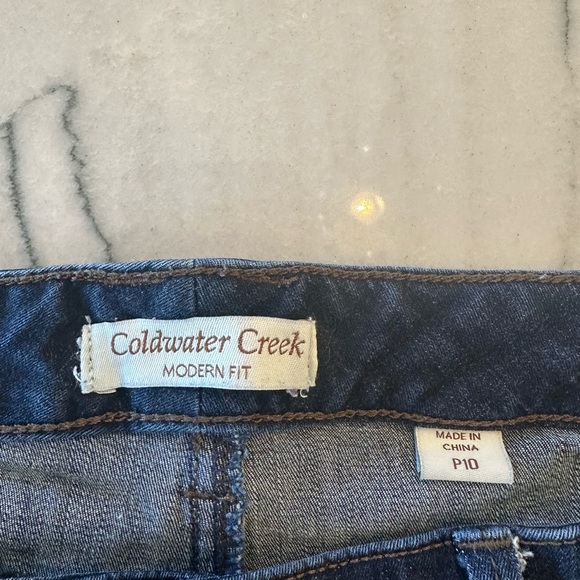 Coldwater Creek
MODERN FIT
MADE IN
CHINA
P10